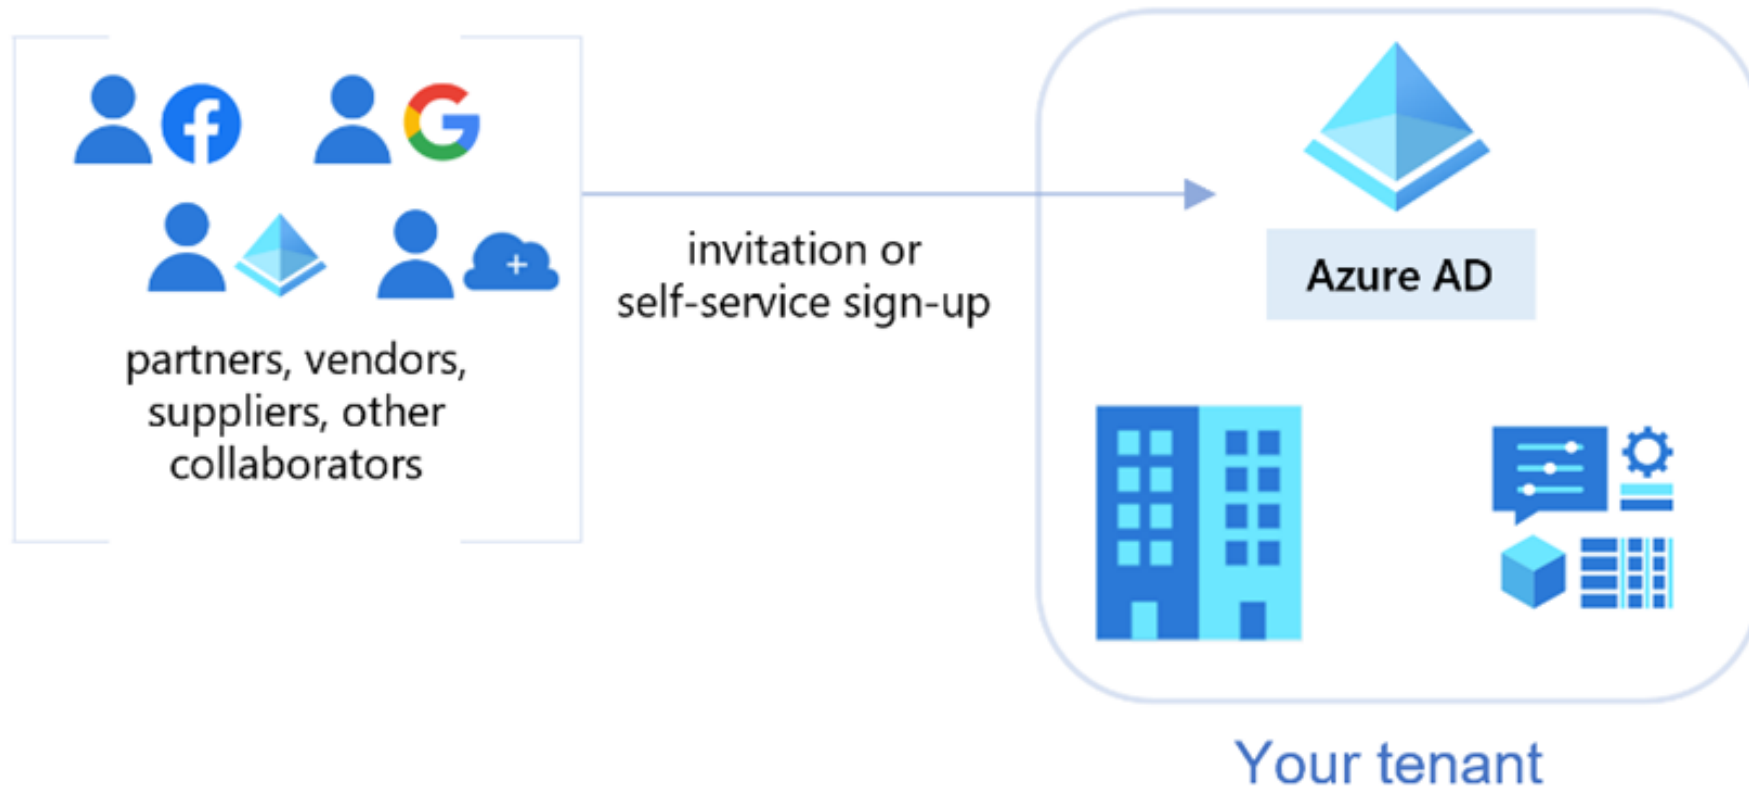 partners, vendors,
suppliers, other
collaborators
invitation or
self-service sign-up
Azure AD
Your tenant